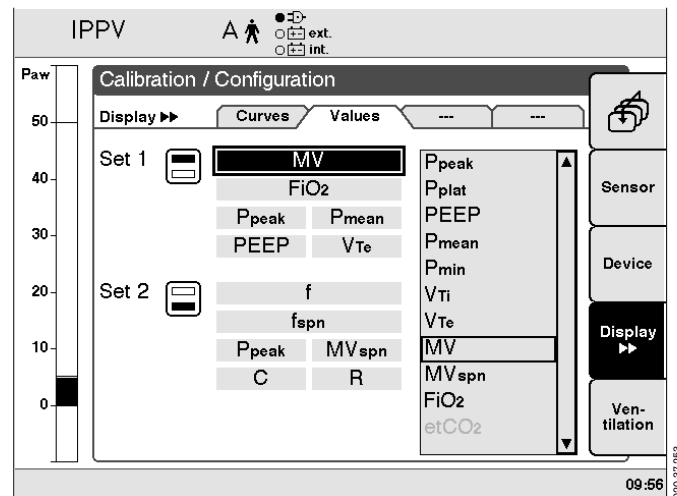 IPPV
A
ext.
int.
Paw
50
40
30
20
10
0
Calibration / Configuration
Display ▶▶
Curves
Values
---
---
Set 1
MV
FiO2
Ppeak Pmean
PEEP VTe
Set 2
f
fspn
Ppeak MVspn
C R
Ppeak
Pplat
PEEP
Pmean
Pmin
VTi
VTe
MV
MVspn
FiO2
etCO2
Sensor
Device
Display
▶▶
Ven-
tilation
09:56